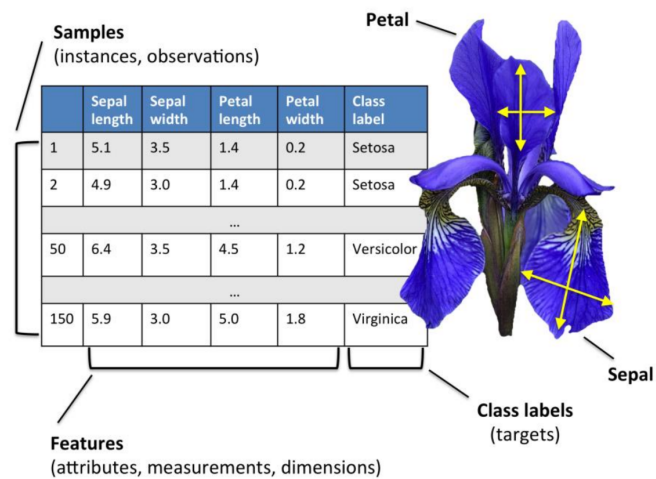 Samples
(instances, observations)
Petal
Sepal length Sepal width Petal length Petal width Class label
1 5.1 3.5 1.4 0.2 Setosa
2 4.9 3.0 1.4 0.2 Setosa
...
50 6.4 3.5 4.5 1.2 Versicolor
...
150 5.9 3.0 5.0 1.8 Virginica
Sepal
Class labels
(targets)
Features
(attributes, measurements, dimensions)